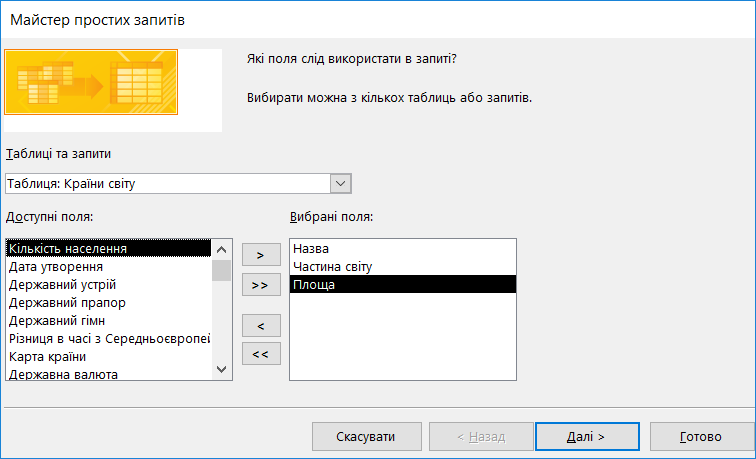 Майстер простих запитів
Які поля слід використати в запиті?
Вибирати можна з кількох таблиць або запитів.
Таблиці та запити
Таблиця: Країни світу
Доступні поля:
Вибрані поля:
Кількість населення
Дата утворення
Державний устрій
Державний прапор
Державний гімн
Різниця в часі з Середньоєвропей
Карта країни
Державна валюта
>
>>
<
<<
Назва
Частина світу
Площа
Скасувати
< Назад
Далі >
Готово